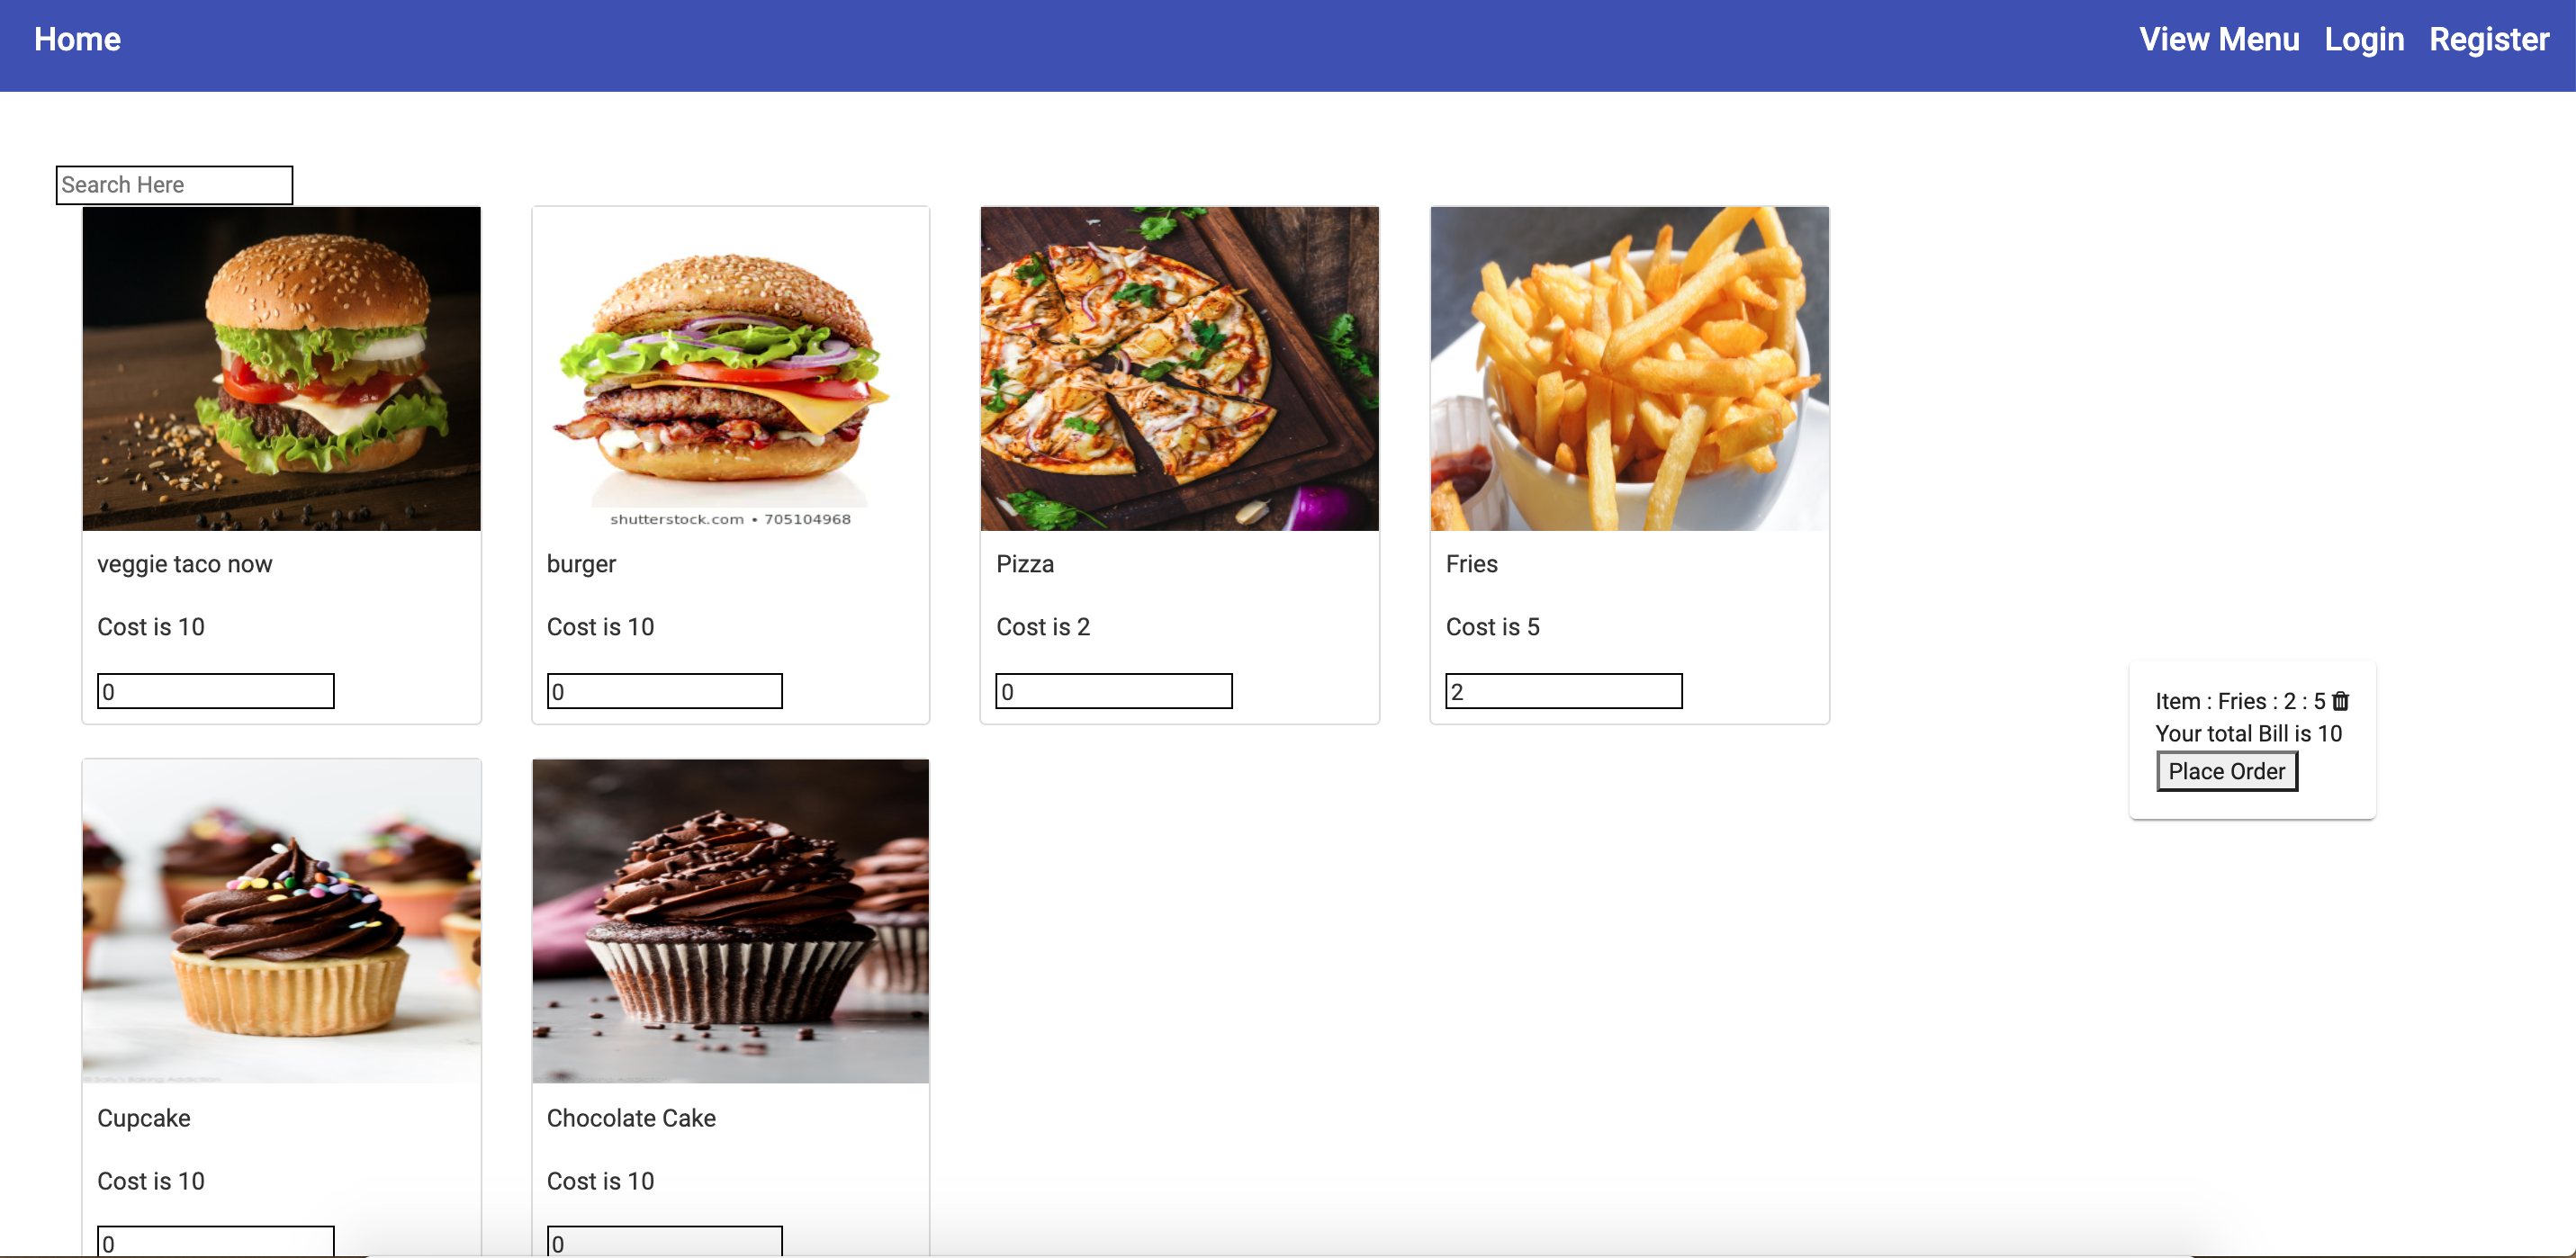 Home
View Menu Login Register
Search Here
shutterstock.com • 705104968
veggie taco now
Cost is 10
0
burger
Cost is 10
0
Pizza
Cost is 2
0
Fries
Cost is 5
2
Item : Fries : 2 : 5
Your total Bill is 10
Place Order
Cupcake
Cost is 10
0
Chocolate Cake
Cost is 10
0